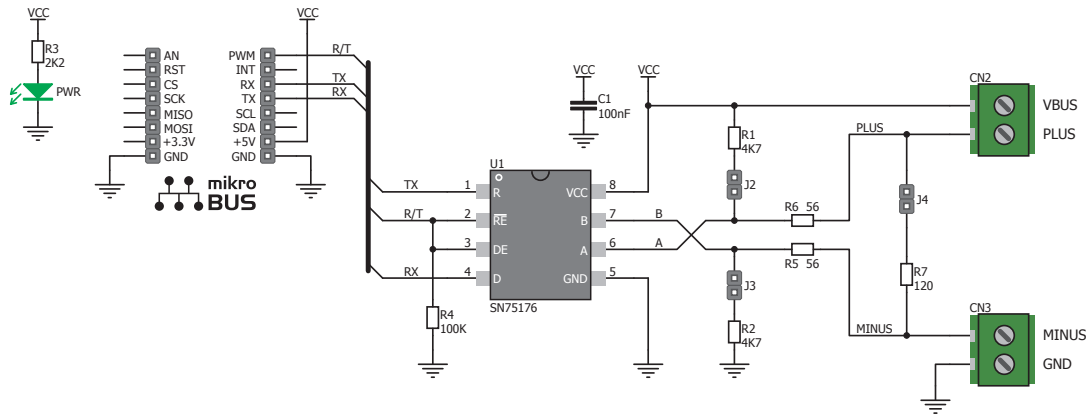 VCC
R3
2K2
PWR
AN
RST
CS
SCK
MISO
MOSI
+3.3V
GND
PWM
INT
RX
TX
SCL
SDA
+5V
GND
VCC
R/T
TX
RX
mikro
BUS
TX
R/T
RX
R4
100K
U1
1
2
3
4
R
RE
DE
D
VCC
B
A
GND
8
7
6
5
SN75176
VCC
C1
100nF
VCC
B
A
R1
4K7
J2
J3
R2
4K7
R6 56
R5 56
PLUS
MINUS
J4
R7
120
CN2
VBUS
PLUS
CN3
MINUS
GND